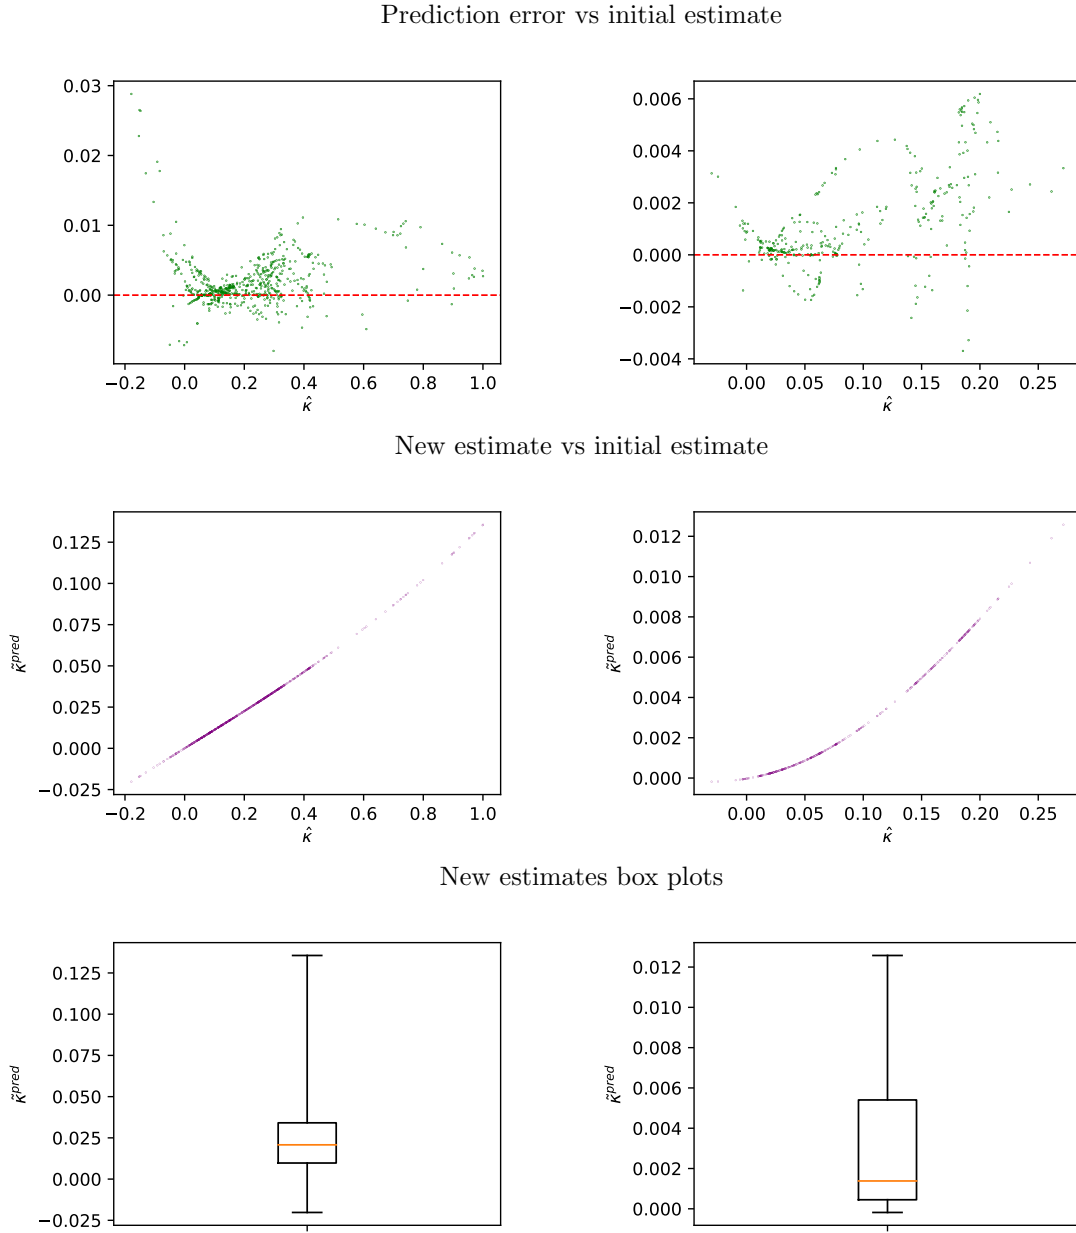 Prediction error vs initial estimate
0.03
0.02
0.01
0.00
−0.2 0.0 0.2 0.4 0.6 0.8 1.0
κ̂
0.006
0.004
0.002
0.000
−0.002
−0.004
0.00 0.05 0.10 0.15 0.20 0.25
κ̂
New estimate vs initial estimate
0.125
0.100
0.075
0.050
0.025
0.000
−0.025
κ̃^pred
−0.2 0.0 0.2 0.4 0.6 0.8 1.0
κ̂
0.012
0.010
0.008
0.006
0.004
0.002
0.000
κ̃^pred
0.00 0.05 0.10 0.15 0.20 0.25
κ̂
New estimates box plots
0.125
0.100
0.075
0.050
0.025
0.000
−0.025
κ̃^pred
0.012
0.010
0.008
0.006
0.004
0.002
0.000
κ̃^pred